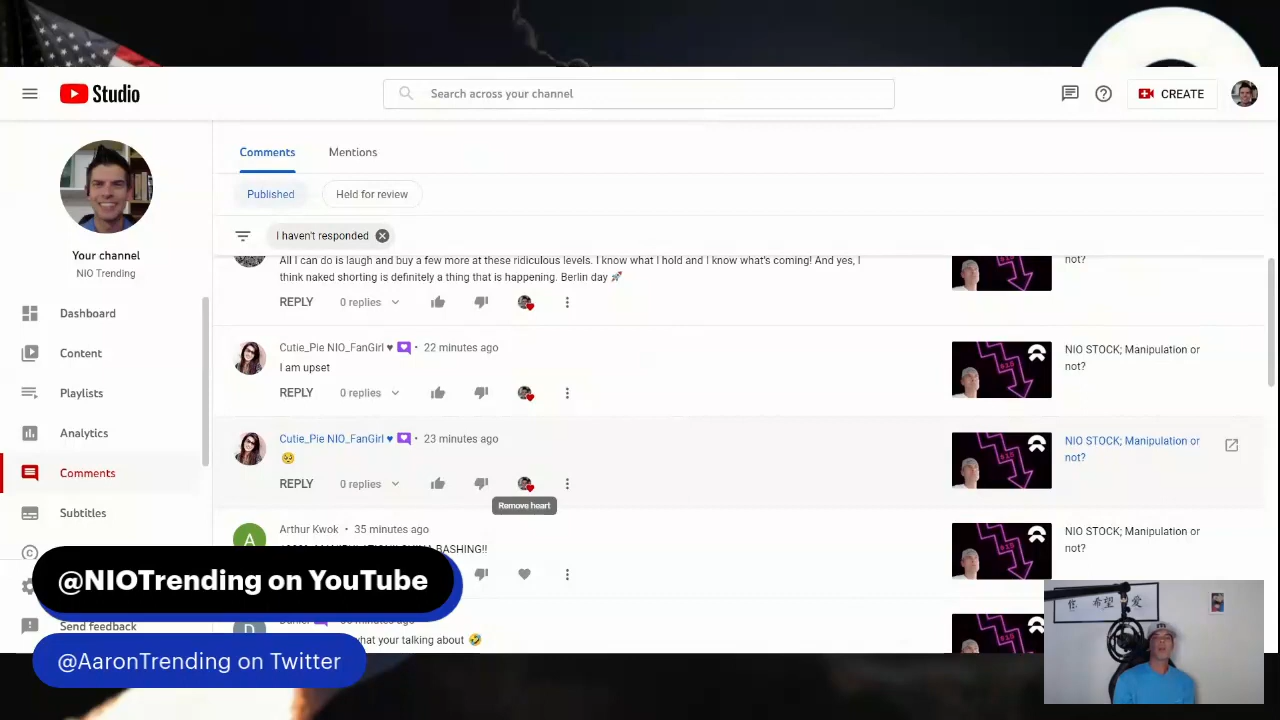 Studio
Search across your channel
CREATE
Your channel
NIO Trending
Dashboard
Content
Playlists
Analytics
Comments
Subtitles
Send feedback
Comments
Mentions
Published
Held for review
I haven't responded
All I can do is laugh and buy a few more at these ridiculous levels. I know what I hold and I know what's coming! And yes, I
think naked shorting is definitely a thing that is happening. Berlin day 🚀
REPLY 0 replies
not?
Cutie_Pie NIO_FanGirl ♥ · 22 minutes ago
I am upset
REPLY 0 replies
NIO STOCK; Manipulation or
not?
Cutie_Pie NIO_FanGirl ♥ · 23 minutes ago
🥺
REPLY 0 replies
Remove heart
NIO STOCK; Manipulation or
not?
A
Arthur Kwok · 35 minutes ago
BASHING!!
NIO STOCK; Manipulation or
not?
what your talking about 🤣
@NIOTrending on YouTube
@AaronTrending on Twitter
你 希望 爱